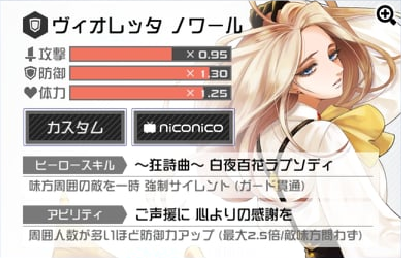 ヴィオレッタ ノワール
攻撃 × 0.95
防御 × 1.30
体力 × 1.25
カスタム niconico
ヒーロースキル ～狂詩曲～ 白夜百花ラプソディ
味方周囲の敵を一時 強制サイレント (ガード貫通)
アビリティ ご声援に 心よりの感謝を
周囲人数が多いほど防御力アップ (最大2.5倍/敵味方問わず)